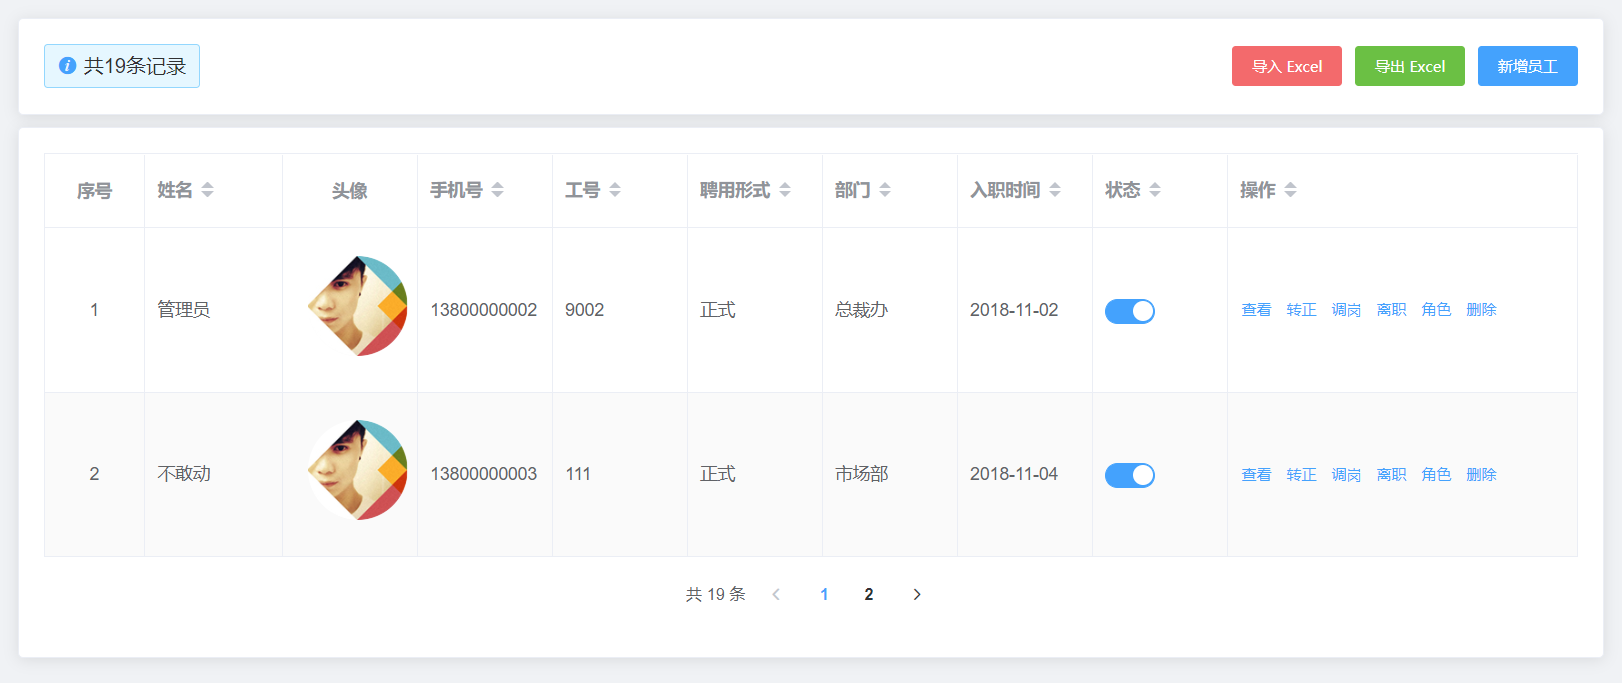 共19条记录
导入 Excel 导出 Excel 新增员工
序号 姓名 头像 手机号 工号 聘用形式 部门 入职时间 状态 操作
1 管理员 13800000002 9002 正式 总裁办 2018-11-02 查看 转正 调岗 离职 角色 删除
2 不敢动 13800000003 111 正式 市场部 2018-11-04 查看 转正 调岗 离职 角色 删除
共 19 条 1 2